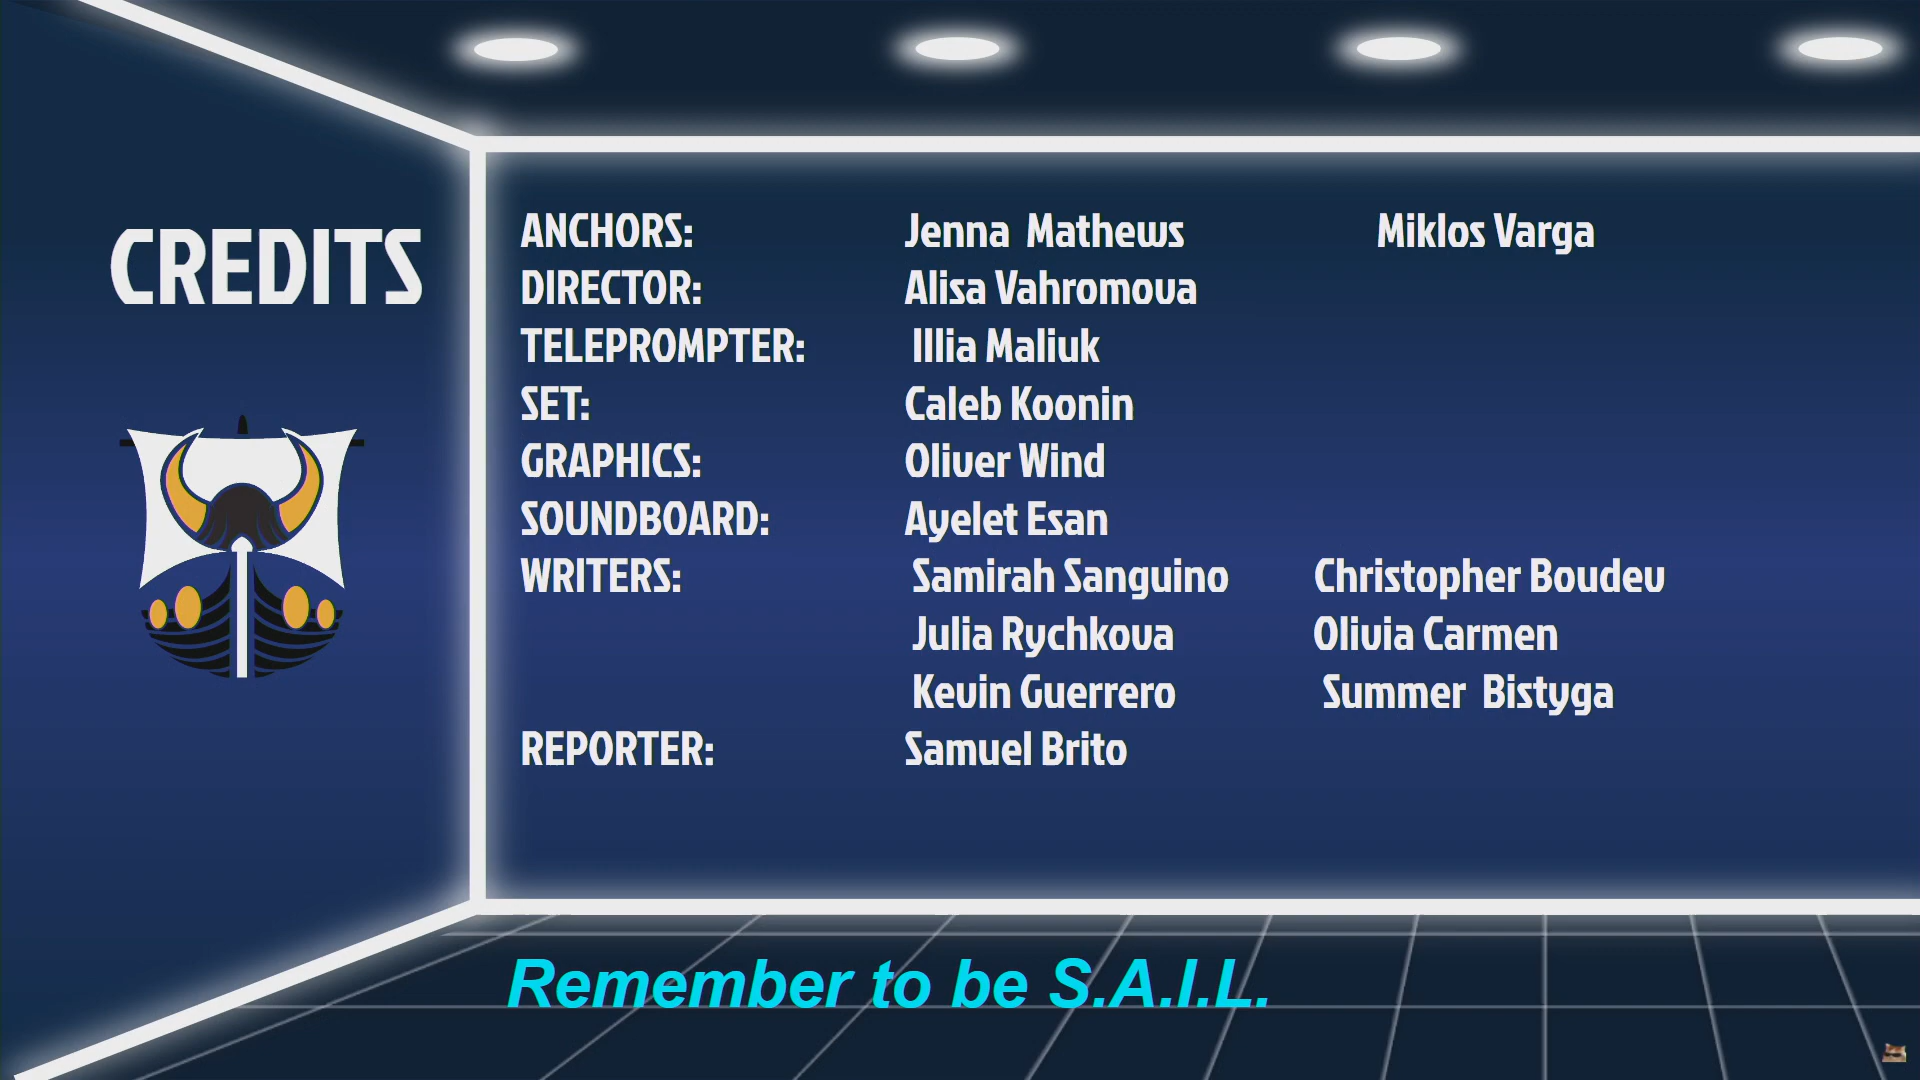 CREDITS
ANCHORS: Jenna Mathews Miklos Varga
DIRECTOR: Alisa Vahromova
TELEPROMPTER: Illia Maliuk
SET: Caleb Koonin
GRAPHICS: Oliver Wind
SOUNDBOARD: Ayelet Esan
WRITERS: Samirah Sanguino Christopher Boudev
Julia Rychkova Olivia Carmen
Kevin Guerrero Summer Bistyga
REPORTER: Samuel Brito
Remember to be S.A.I.L.